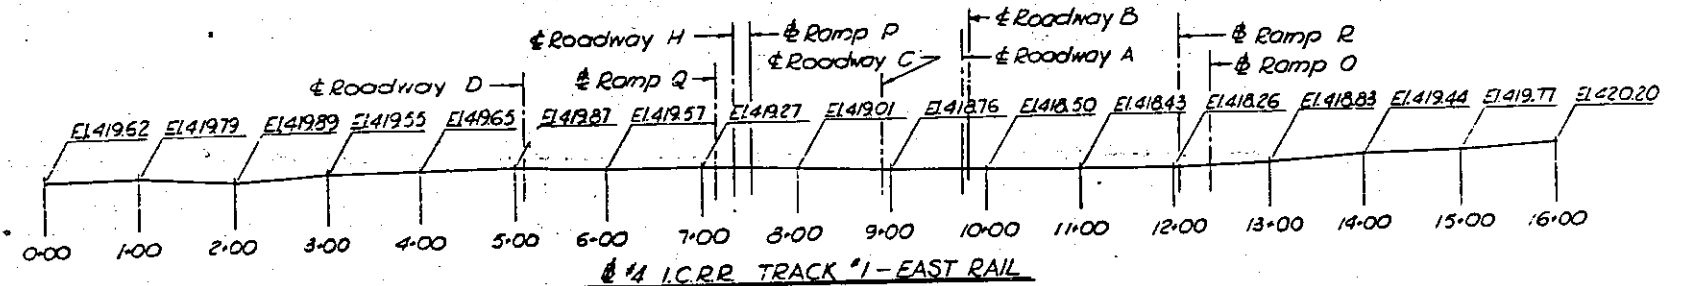 ℄ Roadway H
℄ Ramp P
℄ Roadway B
℄ Roadway C
℄ Roadway A
℄ Ramp R
℄ Roadway D
℄ Ramp Q
℄ Ramp O
El.419.62 El.419.79 El.419.89 El.419.55 El.419.65 El.419.87 El.419.57 El.419.27 El.419.01 El.418.76 El.418.50 El.418.43 El.418.26 El.418.83 El.419.44 El.419.77 El.420.20
0+00 1+00 2+00 3+00 4+00 5+00 6+00 7+00 8+00 9+00 10+00 11+00 12+00 13+00 14+00 15+00 16+00
℄ #4 I.C.R.R. TRACK #1 - EAST RAIL